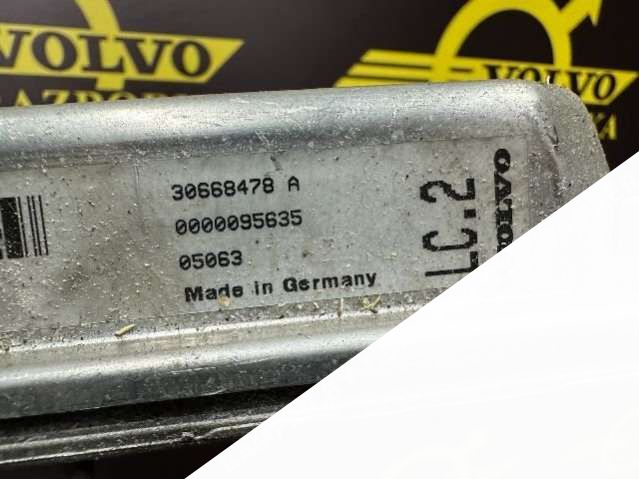 VOLVO
VOLVO
30668478 A
0000095635
05063
Made in Germany
LC.2
VOLVO